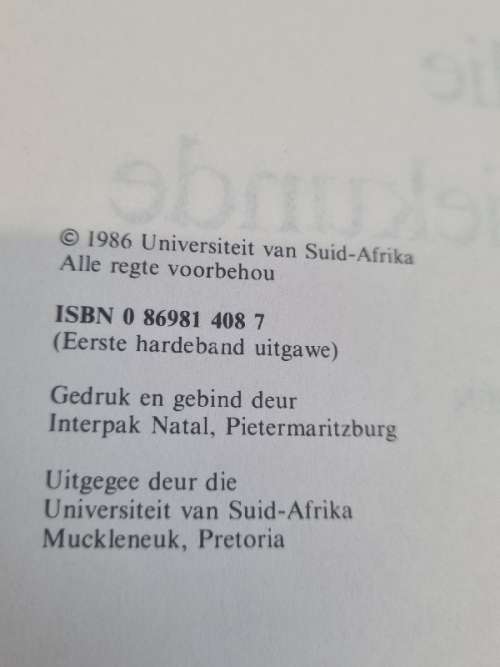 © 1986 Universiteit van Suid-Afrika
Alle regte voorbehou
ISBN 0 86981 408 7
(Eerste hardeband uitgawe)
Gedruk en gebind deur
Interpak Natal, Pietermaritzburg
Uitgegee deur die
Universiteit van Suid-Afrika
Muckleneuk, Pretoria